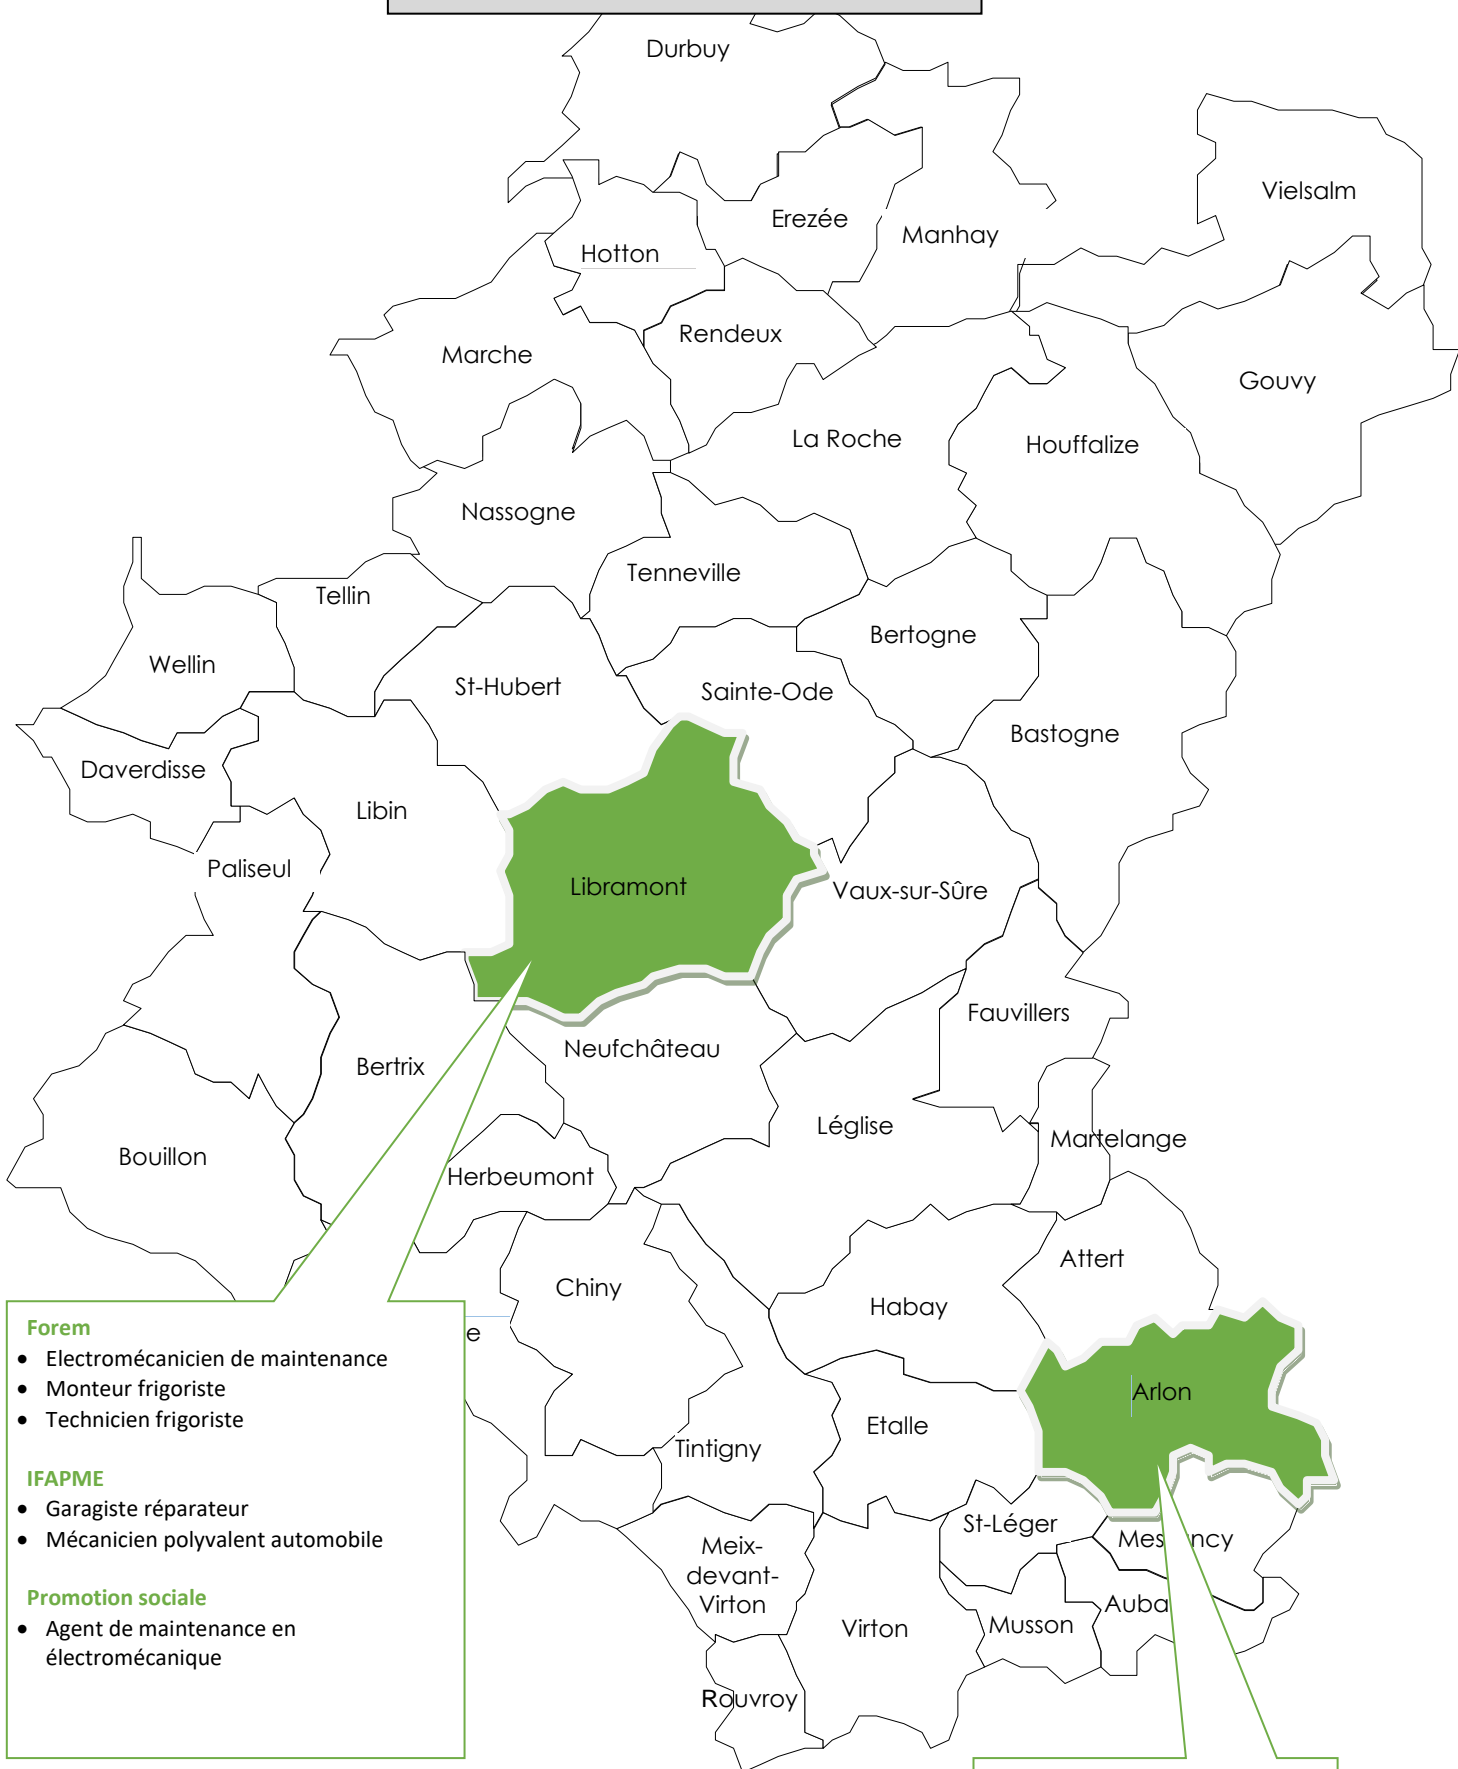 Durbuy
Vielsalm
Erezée
Manhay
Hotton
Rendeux
Marche
Gouvy
La Roche
Houffalize
Nassogne
Tenneville
Tellin
Bertogne
Wellin
St-Hubert
Sainte-Ode
Bastogne
Daverdisse
Libin
Paliseul
Libramont
Vaux-sur-Sûre
Fauvillers
Neufchâteau
Bertrix
Léglise
Martelange
Bouillon
Herbeumont
Attert
Chiny
Habay
e
Arlon
Etalle
Tintigny
St-Léger
Meix-
devant-
Virton
Auba
Musson
Virton
Rouvroy
Forem
• Electromécanicien de maintenance
• Monteur frigoriste
• Technicien frigoriste
IFAPME
• Garagiste réparateur
• Mécanicien polyvalent automobile
Promotion sociale
• Agent de maintenance en
électromécanique